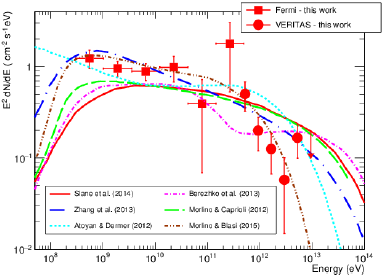 Fermi - this work
VERITAS - this work
E² dN/dE ( cm⁻² s⁻¹ eV)
1
10⁻¹
10⁻²
Slane et al. (2014)
Berezhko et al. (2013)
Zhang et al. (2013)
Morlino & Caprioli (2012)
Atoyan & Dermer (2012)
Morlino & Blasi (2015)
10⁸ 10⁹ 10¹⁰ 10¹¹ 10¹² 10¹³ 10¹⁴
Energy (eV)